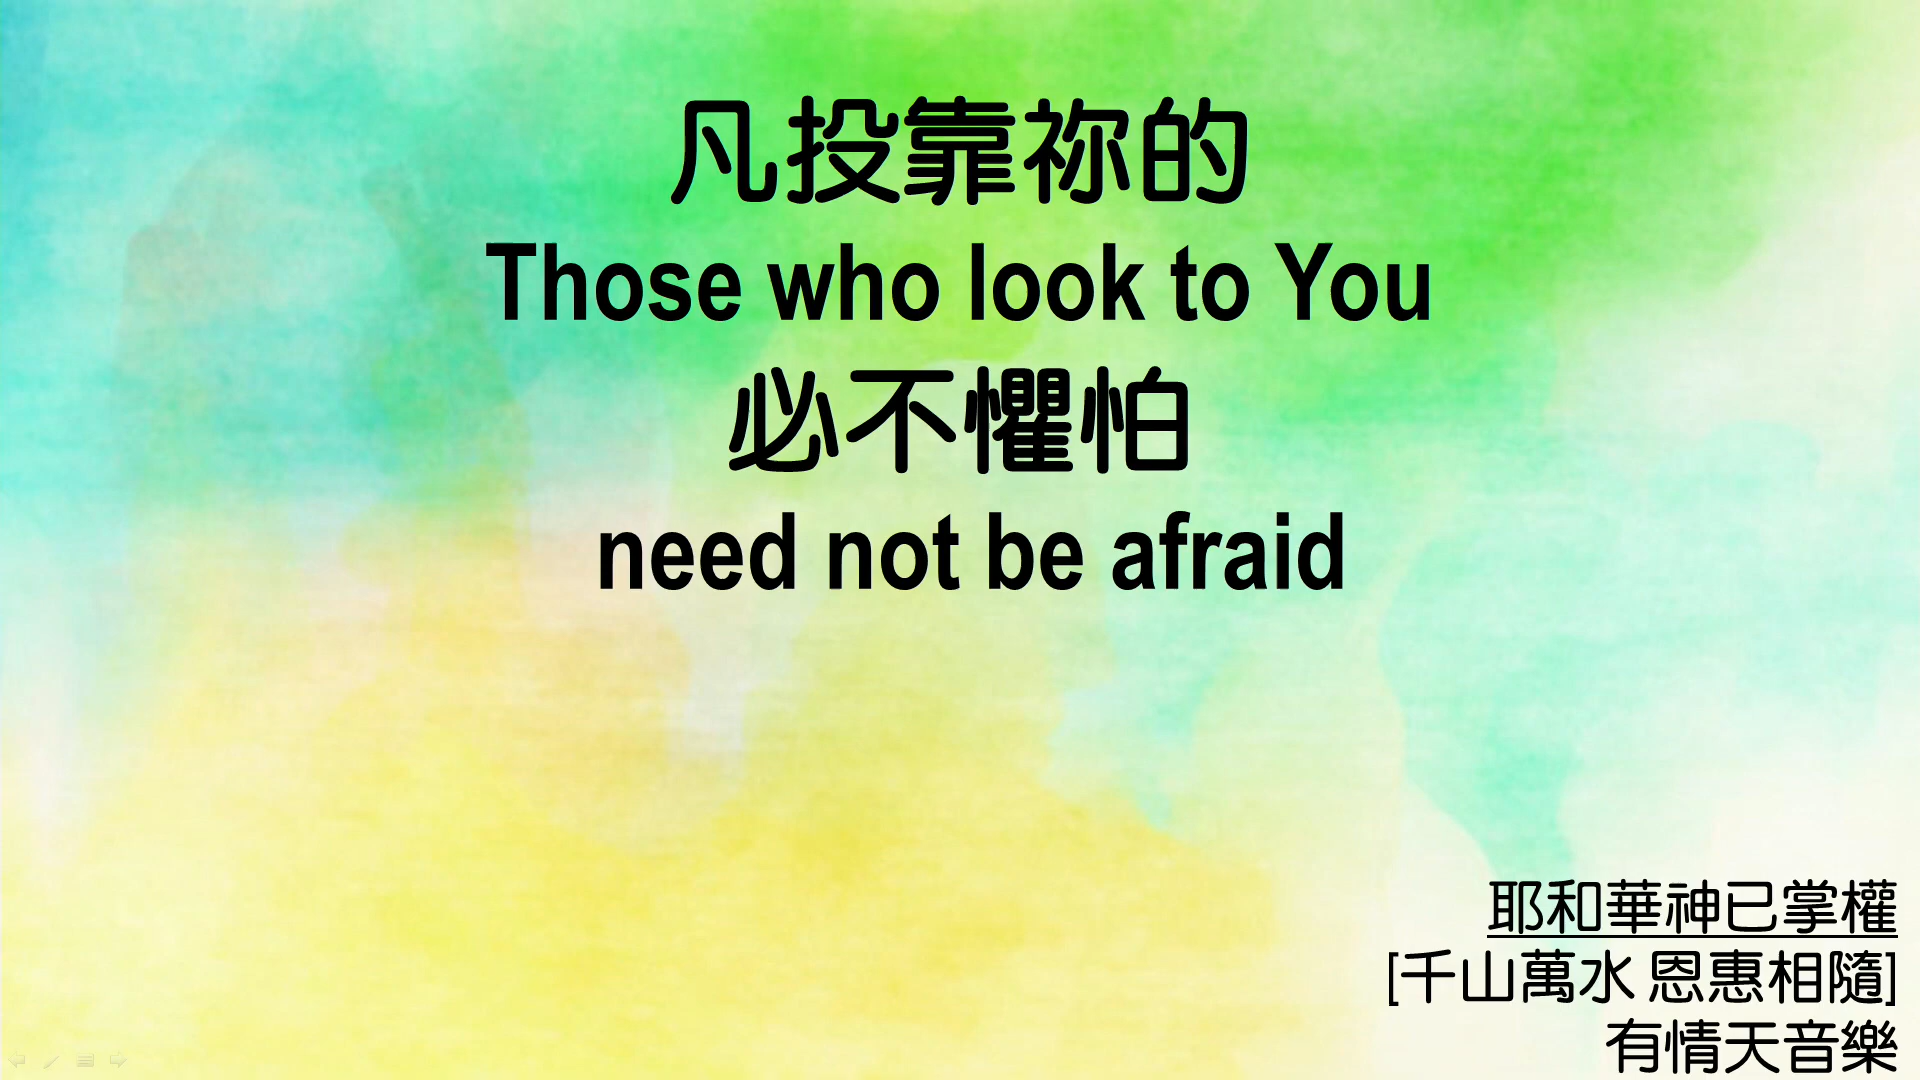 凡投靠祢的
Those who look to You
必不懼怕
need not be afraid
耶和華神已掌權
[千山萬水 恩惠相隨]
有情天音樂